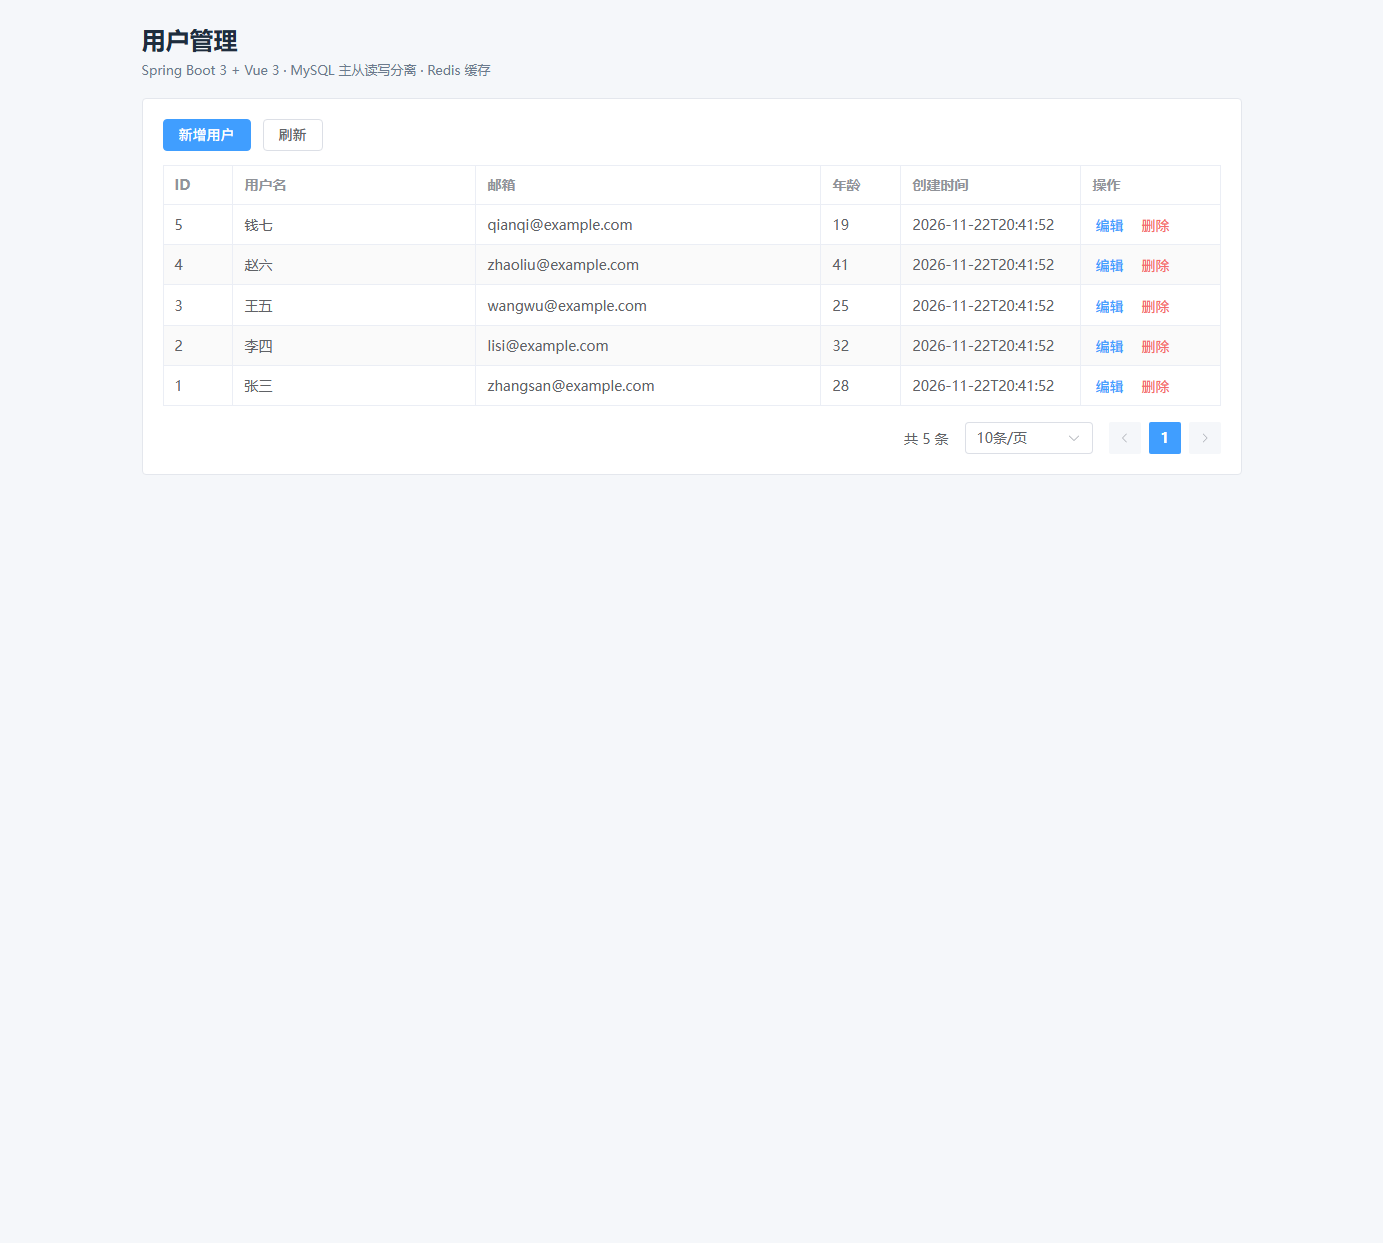 用户管理
Spring Boot 3 + Vue 3 · MySQL 主从读写分离 · Redis 缓存
新增用户 刷新
ID 用户名 邮箱 年龄 创建时间 操作
5 钱七 qianqi@example.com 19 2026-11-22T20:41:52 编辑 删除
4 赵六 zhaoliu@example.com 41 2026-11-22T20:41:52 编辑 删除
3 王五 wangwu@example.com 25 2026-11-22T20:41:52 编辑 删除
2 李四 lisi@example.com 32 2026-11-22T20:41:52 编辑 删除
1 张三 zhangsan@example.com 28 2026-11-22T20:41:52 编辑 删除
共 5 条 10条/页 1